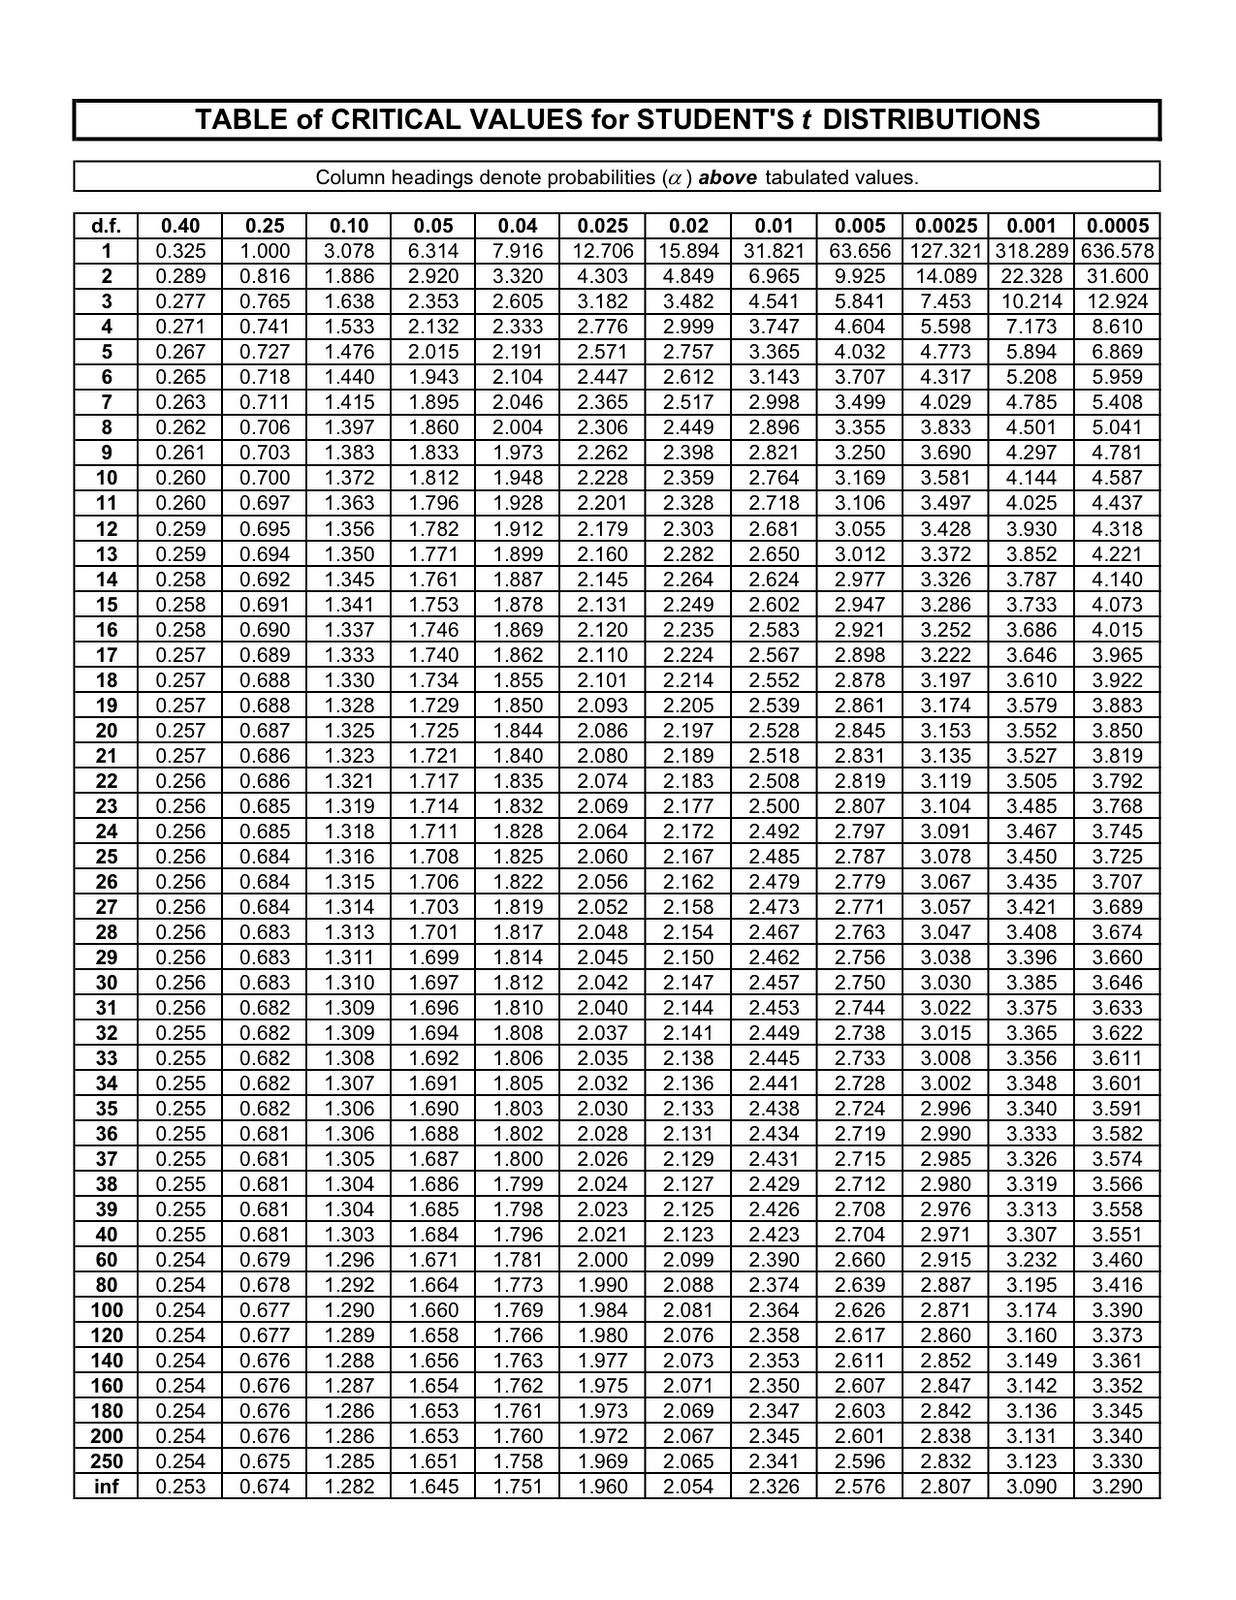 TABLE of CRITICAL VALUES for STUDENT'S t DISTRIBUTIONS
Column headings denote probabilities (α) above tabulated values.
d.f. 0.40 0.25 0.10 0.05 0.04 0.025 0.02 0.01 0.005 0.0025 0.001 0.0005
1 0.325 1.000 3.078 6.314 7.916 12.706 15.894 31.821 63.656 127.321 318.289 636.578
2 0.289 0.816 1.886 2.920 3.320 4.303 4.849 6.965 9.925 14.089 22.328 31.600
3 0.277 0.765 1.638 2.353 2.605 3.182 3.482 4.541 5.841 7.453 10.214 12.924
4 0.271 0.741 1.533 2.132 2.333 2.776 2.999 3.747 4.604 5.598 7.173 8.610
5 0.267 0.727 1.476 2.015 2.191 2.571 2.757 3.365 4.032 4.773 5.894 6.869
6 0.265 0.718 1.440 1.943 2.104 2.447 2.612 3.143 3.707 4.317 5.208 5.959
7 0.263 0.711 1.415 1.895 2.046 2.365 2.517 2.998 3.499 4.029 4.785 5.408
8 0.262 0.706 1.397 1.860 2.004 2.306 2.449 2.896 3.355 3.833 4.501 5.041
9 0.261 0.703 1.383 1.833 1.973 2.262 2.398 2.821 3.250 3.690 4.297 4.781
10 0.260 0.700 1.372 1.812 1.948 2.228 2.359 2.764 3.169 3.581 4.144 4.587
11 0.260 0.697 1.363 1.796 1.928 2.201 2.328 2.718 3.106 3.497 4.025 4.437
12 0.259 0.695 1.356 1.782 1.912 2.179 2.303 2.681 3.055 3.428 3.930 4.318
13 0.259 0.694 1.350 1.771 1.899 2.160 2.282 2.650 3.012 3.372 3.852 4.221
14 0.258 0.692 1.345 1.761 1.887 2.145 2.264 2.624 2.977 3.326 3.787 4.140
15 0.258 0.691 1.341 1.753 1.878 2.131 2.249 2.602 2.947 3.286 3.733 4.073
16 0.258 0.690 1.337 1.746 1.869 2.120 2.235 2.583 2.921 3.252 3.686 4.015
17 0.257 0.689 1.333 1.740 1.862 2.110 2.224 2.567 2.898 3.222 3.646 3.965
18 0.257 0.688 1.330 1.734 1.855 2.101 2.214 2.552 2.878 3.197 3.610 3.922
19 0.257 0.688 1.328 1.729 1.850 2.093 2.205 2.539 2.861 3.174 3.579 3.883
20 0.257 0.687 1.325 1.725 1.844 2.086 2.197 2.528 2.845 3.153 3.552 3.850
21 0.257 0.686 1.323 1.721 1.840 2.080 2.189 2.518 2.831 3.135 3.527 3.819
22 0.256 0.686 1.321 1.717 1.835 2.074 2.183 2.508 2.819 3.119 3.505 3.792
23 0.256 0.685 1.319 1.714 1.832 2.069 2.177 2.500 2.807 3.104 3.485 3.768
24 0.256 0.685 1.318 1.711 1.828 2.064 2.172 2.492 2.797 3.091 3.467 3.745
25 0.256 0.684 1.316 1.708 1.825 2.060 2.167 2.485 2.787 3.078 3.450 3.725
26 0.256 0.684 1.315 1.706 1.822 2.056 2.162 2.479 2.779 3.067 3.435 3.707
27 0.256 0.684 1.314 1.703 1.819 2.052 2.158 2.473 2.771 3.057 3.421 3.689
28 0.256 0.683 1.313 1.701 1.817 2.048 2.154 2.467 2.763 3.047 3.408 3.674
29 0.256 0.683 1.311 1.699 1.814 2.045 2.150 2.462 2.756 3.038 3.396 3.660
30 0.256 0.683 1.310 1.697 1.812 2.042 2.147 2.457 2.750 3.030 3.385 3.646
31 0.256 0.682 1.309 1.696 1.810 2.040 2.144 2.453 2.744 3.022 3.375 3.633
32 0.255 0.682 1.309 1.694 1.808 2.037 2.141 2.449 2.738 3.015 3.365 3.622
33 0.255 0.682 1.308 1.692 1.806 2.035 2.138 2.445 2.733 3.008 3.356 3.611
34 0.255 0.682 1.307 1.691 1.805 2.032 2.136 2.441 2.728 3.002 3.348 3.601
35 0.255 0.682 1.306 1.690 1.803 2.030 2.133 2.438 2.724 2.996 3.340 3.591
36 0.255 0.681 1.306 1.688 1.802 2.028 2.131 2.434 2.719 2.990 3.333 3.582
37 0.255 0.681 1.305 1.687 1.800 2.026 2.129 2.431 2.715 2.985 3.326 3.574
38 0.255 0.681 1.304 1.686 1.799 2.024 2.127 2.429 2.712 2.980 3.319 3.566
39 0.255 0.681 1.304 1.685 1.798 2.023 2.125 2.426 2.708 2.976 3.313 3.558
40 0.255 0.681 1.303 1.684 1.796 2.021 2.123 2.423 2.704 2.971 3.307 3.551
60 0.254 0.679 1.296 1.671 1.781 2.000 2.099 2.390 2.660 2.915 3.232 3.460
80 0.254 0.678 1.292 1.664 1.773 1.990 2.088 2.374 2.639 2.887 3.195 3.416
100 0.254 0.677 1.290 1.660 1.769 1.984 2.081 2.364 2.626 2.871 3.174 3.390
120 0.254 0.677 1.289 1.658 1.766 1.980 2.076 2.358 2.617 2.860 3.160 3.373
140 0.254 0.676 1.288 1.656 1.763 1.977 2.073 2.353 2.611 2.852 3.149 3.361
160 0.254 0.676 1.287 1.654 1.762 1.975 2.071 2.350 2.607 2.847 3.142 3.352
180 0.254 0.676 1.286 1.653 1.761 1.973 2.069 2.347 2.603 2.842 3.136 3.345
200 0.254 0.676 1.286 1.653 1.760 1.972 2.067 2.345 2.601 2.838 3.131 3.340
250 0.254 0.675 1.285 1.651 1.758 1.969 2.065 2.341 2.596 2.832 3.123 3.330
inf 0.253 0.674 1.282 1.645 1.751 1.960 2.054 2.326 2.576 2.807 3.090 3.290